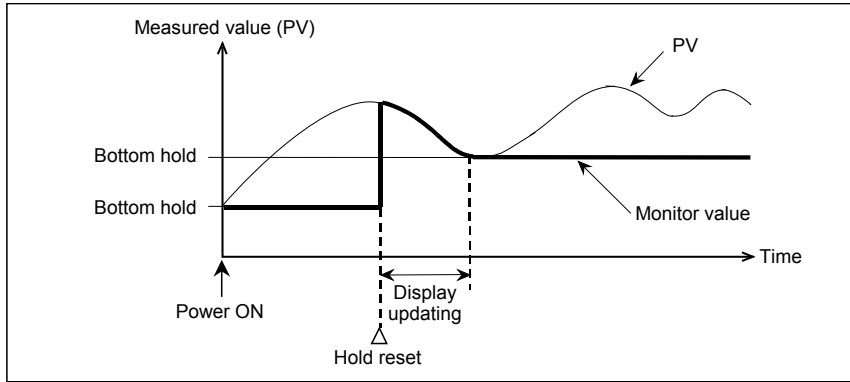 Measured value (PV)
PV
Bottom hold
Bottom hold
Monitor value
Time
Display
updating
Power ON
Hold reset